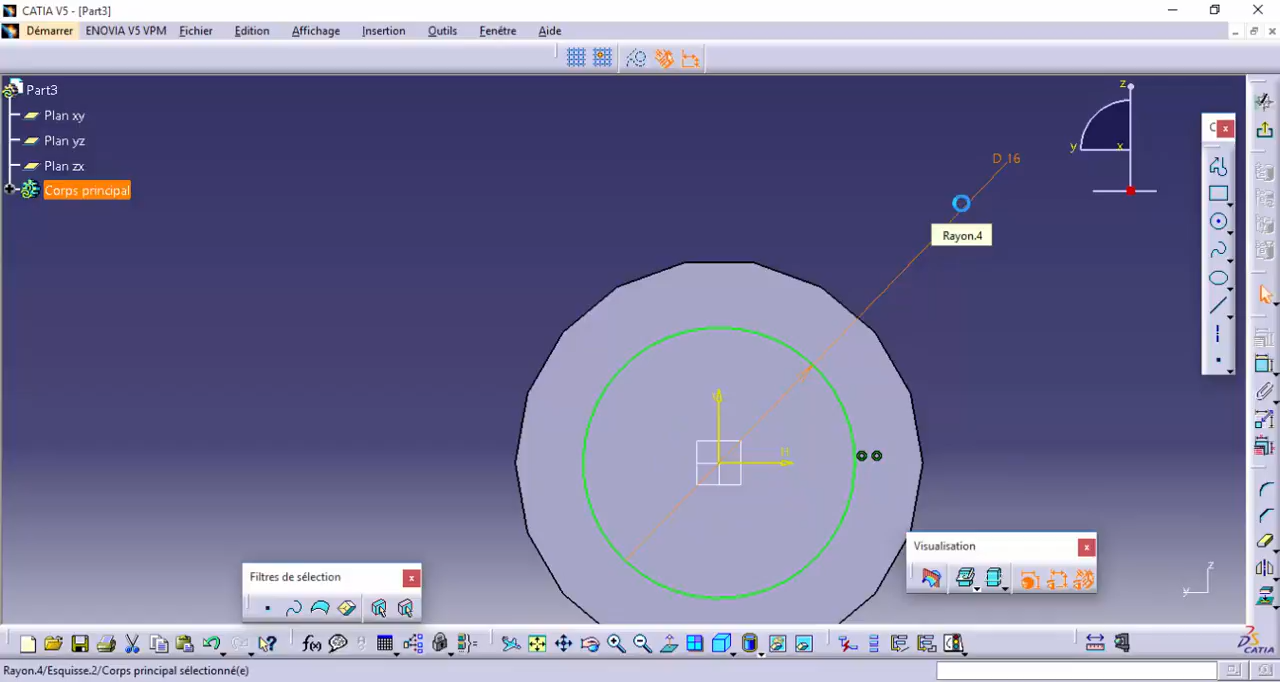 CATIA V5 - [Part3]
Démarrer ENOVIA V5 VPM Fichier Edition Affichage Insertion Outils Fenêtre Aide
Part3
Plan xy
Plan yz
Plan zx
Corps principal
z
y
x
D 16
Rayon.4
H
Visualisation
Filtres de sélection
z
y
f(x)
CATIA
Rayon.4/Esquisse.2/Corps principal sélectionné(e)